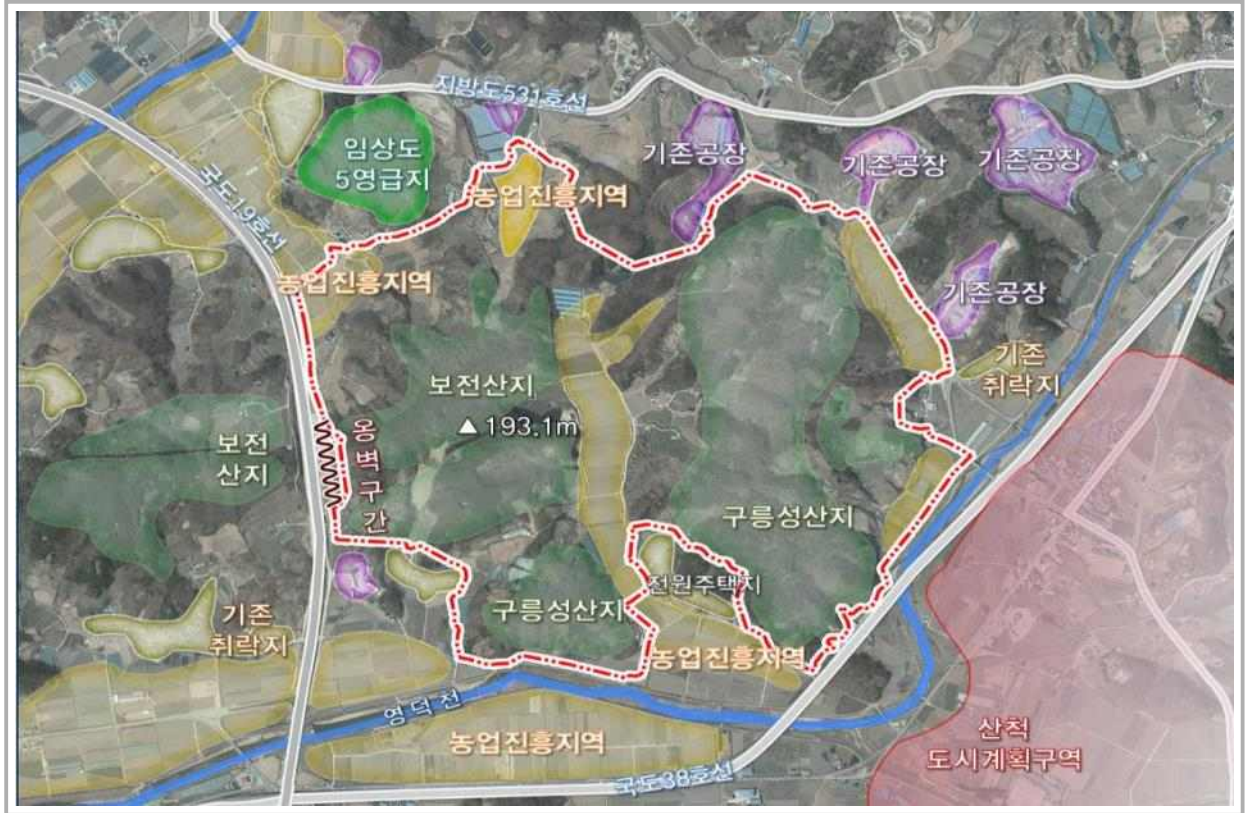 지방도531호선
임상도
5영급지
기존공장
기존공장
기존공장
농업진흥지역
국도19호선
농업진흥지역
기존공장
기존
취락지
보전산지
▲ 193.1m
옹벽구간
보전
산지
구릉성산지
전원주택지
구릉성산지
기존
취락지
농업진흥지역
영덕천
농업진흥지역
산척
도시계획구역
국도38호선